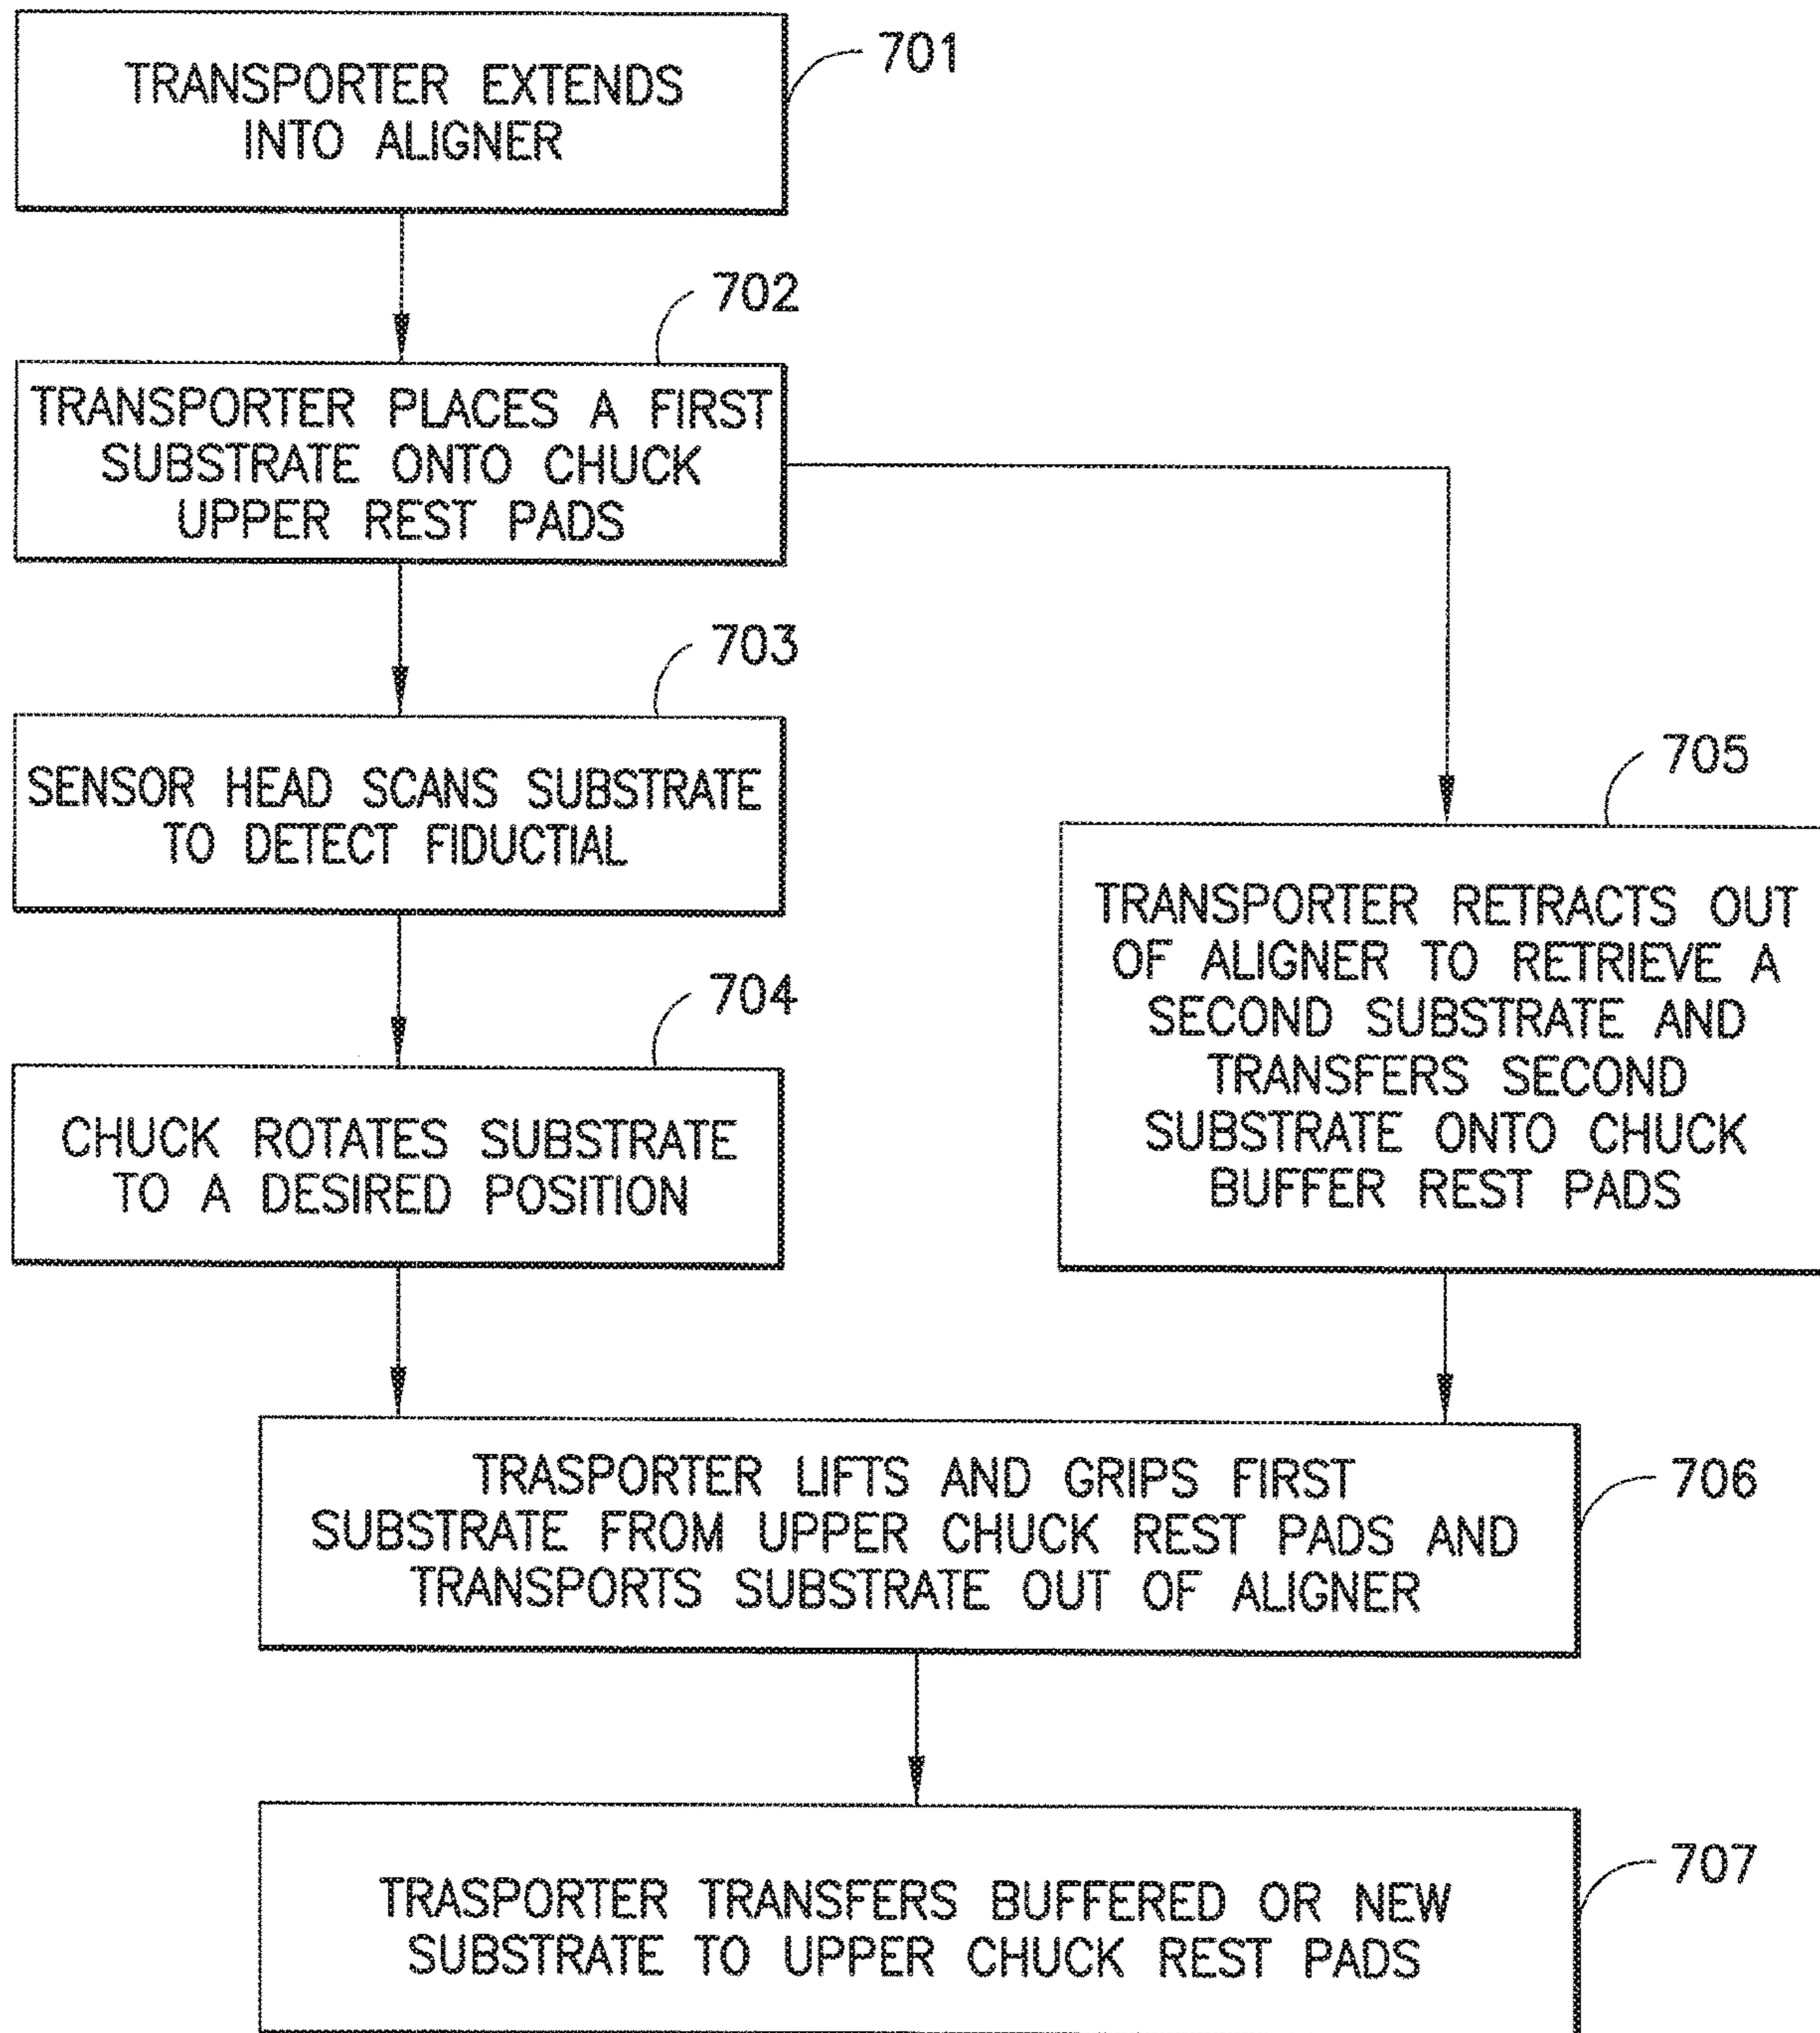 701
TRANSPORTER EXTENDS
INTO ALIGNER
702
TRANSPORTER PLACES A FIRST
SUBSTRATE ONTO CHUCK
UPPER REST PADS
703
SENSOR HEAD SCANS SUBSTRATE
TO DETECT FIDUCTIAL
704
CHUCK ROTATES SUBSTRATE
TO A DESIRED POSITION
705
TRANSPORTER RETRACTS OUT
OF ALIGNER TO RETRIEVE A
SECOND SUBSTRATE AND
TRANSFERS SECOND
SUBSTRATE ONTO CHUCK
BUFFER REST PADS
706
TRASPORTER LIFTS AND GRIPS FIRST
SUBSTRATE FROM UPPER CHUCK REST PADS AND
TRANSPORTS SUBSTRATE OUT OF ALIGNER
707
TRASPORTER TRANSFERS BUFFERED OR NEW
SUBSTRATE TO UPPER CHUCK REST PADS